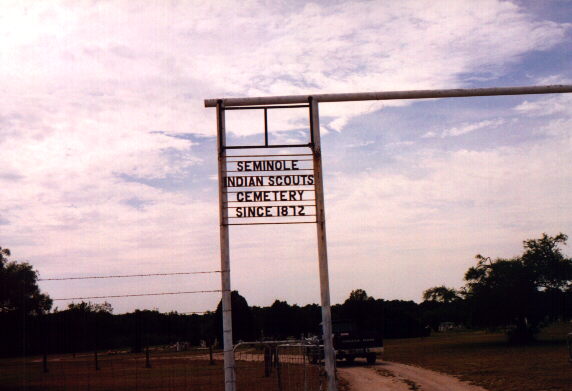 SEMINOLE
INDIAN SCOUTS
CEMETERY
SINCE 1872